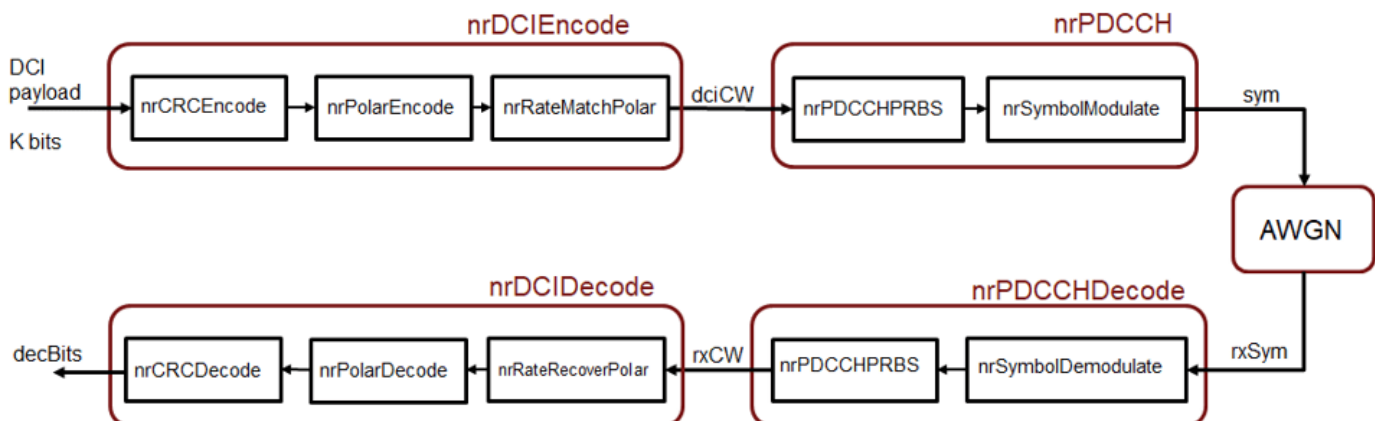 nrDCIEncode
nrPDCCH
DCI
payload
K bits
nrCRCEncode
nrPolarEncode
nrRateMatchPolar
dciCW
nrPDCCHPRBS
nrSymbolModulate
sym
AWGN
nrDCIDecode
nrPDCCHDecode
decBits
nrCRCDecode
nrPolarDecode
nrRateRecoverPolar
rxCW
nrPDCCHPRBS
nrSymbolDemodulate
rxSym